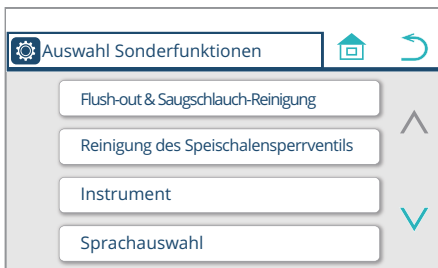 Auswahl Sonderfunktionen
Flush-out & Saugschlauch-Reinigung
Reinigung des Speischalensperrventils
Instrument
Sprachauswahl